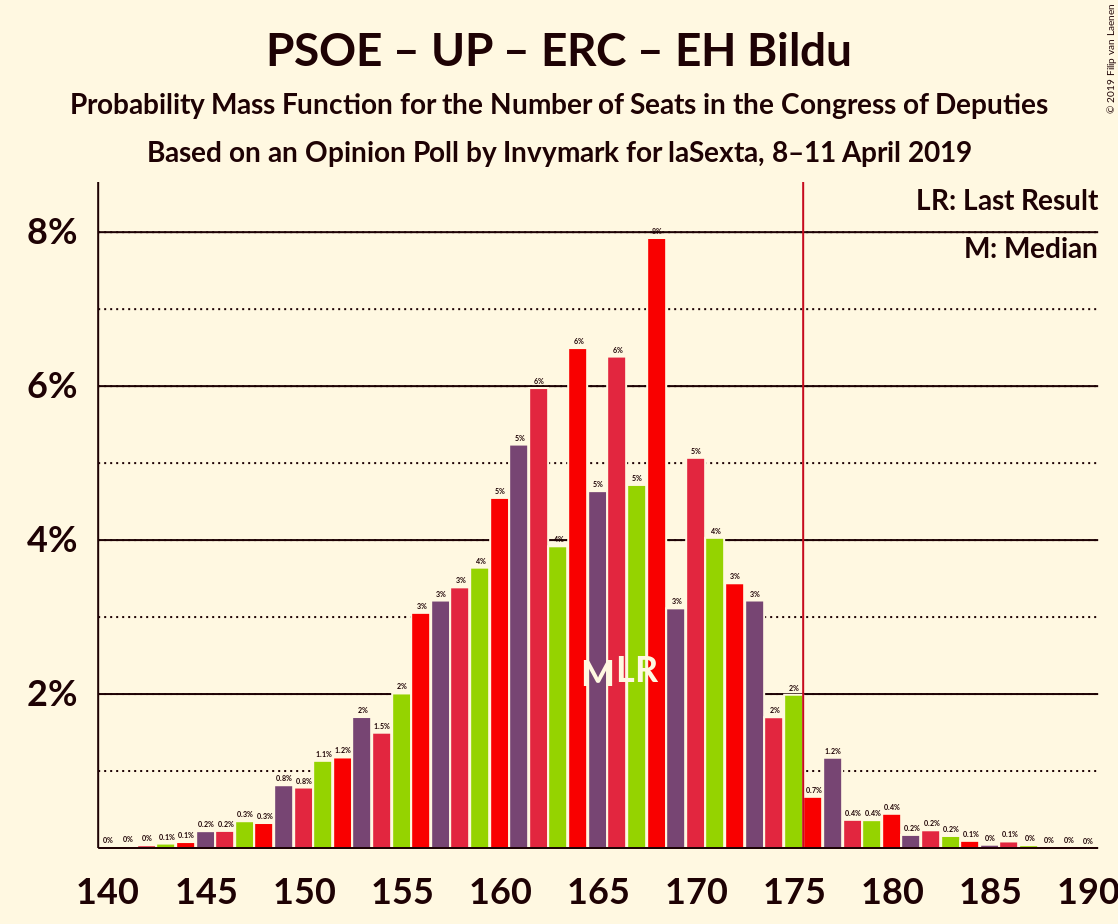 PSOE – UP – ERC – EH Bildu
Probability Mass Function for the Number of Seats in the Congress of Deputies
Based on an Opinion Poll by Invymark for laSexta, 8–11 April 2019
© 2019 Filip van Laenen
LR: Last Result
M: Median
8%
6%
4%
2%
0% 0% 0% 0.1% 0.1% 0.2% 0.2% 0.3% 0.3% 0.8% 0.8% 1.1% 1.2% 2% 1.5% 2% 3% 3% 3% 4% 5% 5% 6% 4% 6% 5% 6% 5% 8% 3% 5% 4% 3% 3% 2% 2% 0.7% 1.2% 0.4% 0.4% 0.4% 0.2% 0.2% 0.2% 0.1% 0% 0.1% 0% 0% 0% 0%
M LR
140 145 150 155 160 165 170 175 180 185 190